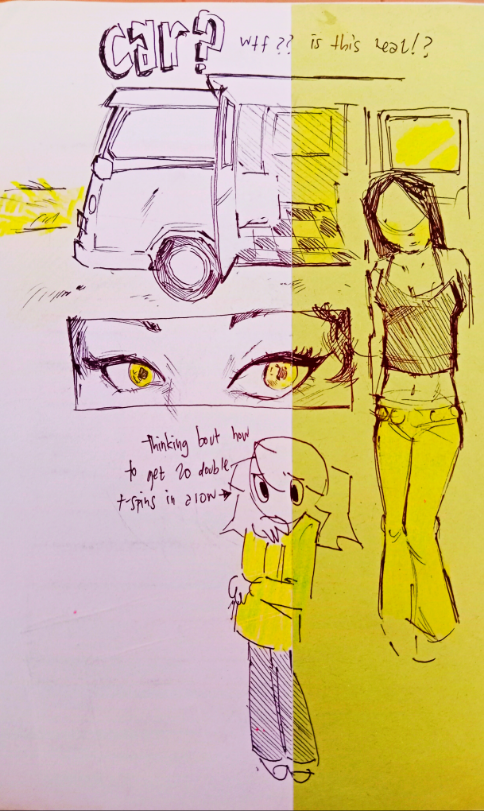 car?
wtf ?? is this real!?
thinking bout how
to get 20 double
t-spins in a row